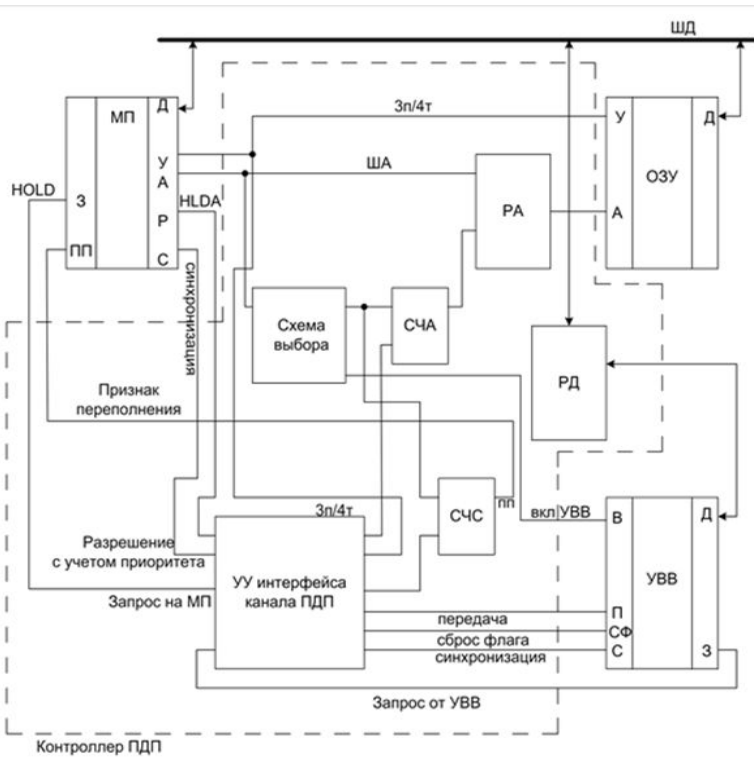 ШД
Д
МП
У
А
HOLD
З
HLDA
Р
ПП
С
Зп/4т
ША
РА
У
Д
ОЗУ
А
синхронизация
Схема
выбора
СЧА
РД
Признак
переполнения
Зп/4т
СЧС
пп
вкл УВВ
В
Д
Разрешение
с учетом приоритета
УУ интерфейса
канала ПДП
УВВ
Запрос на МП
передача
П
сброс флага
СФ
синхронизация
С
З
Запрос от УВВ
Контроллер ПДП